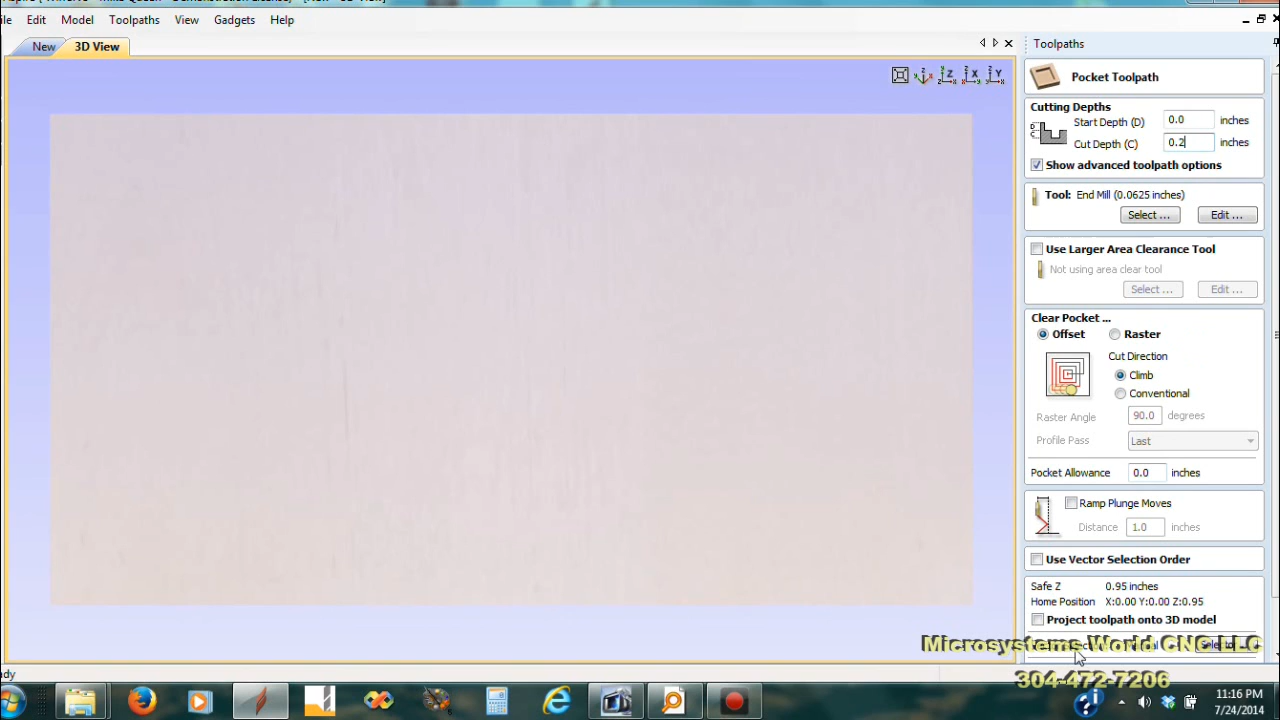 Edit Model Toolpaths View Gadgets Help
New 3D View
Toolpaths
Pocket Toolpath
Cutting Depths
Start Depth (D) 0.0 inches
Cut Depth (C) 0.2 inches
Show advanced toolpath options
Tool: End Mill (0.0625 inches)
Select ... Edit ...
Use Larger Area Clearance Tool
Not using area clear tool
Select ... Edit ...
Clear Pocket ...
Offset Raster
Cut Direction
Climb
Conventional
Raster Angle 90.0 degrees
Profile Pass Last
Pocket Allowance 0.0 inches
Ramp Plunge Moves
Distance 1.0 inches
Use Vector Selection Order
Safe Z 0.95 inches
Home Position X:0.00 Y:0.00 Z:0.95
Project toolpath onto 3D model
Microsystems World CNC LLC
304-472-7206
11:16 PM
7/24/2014